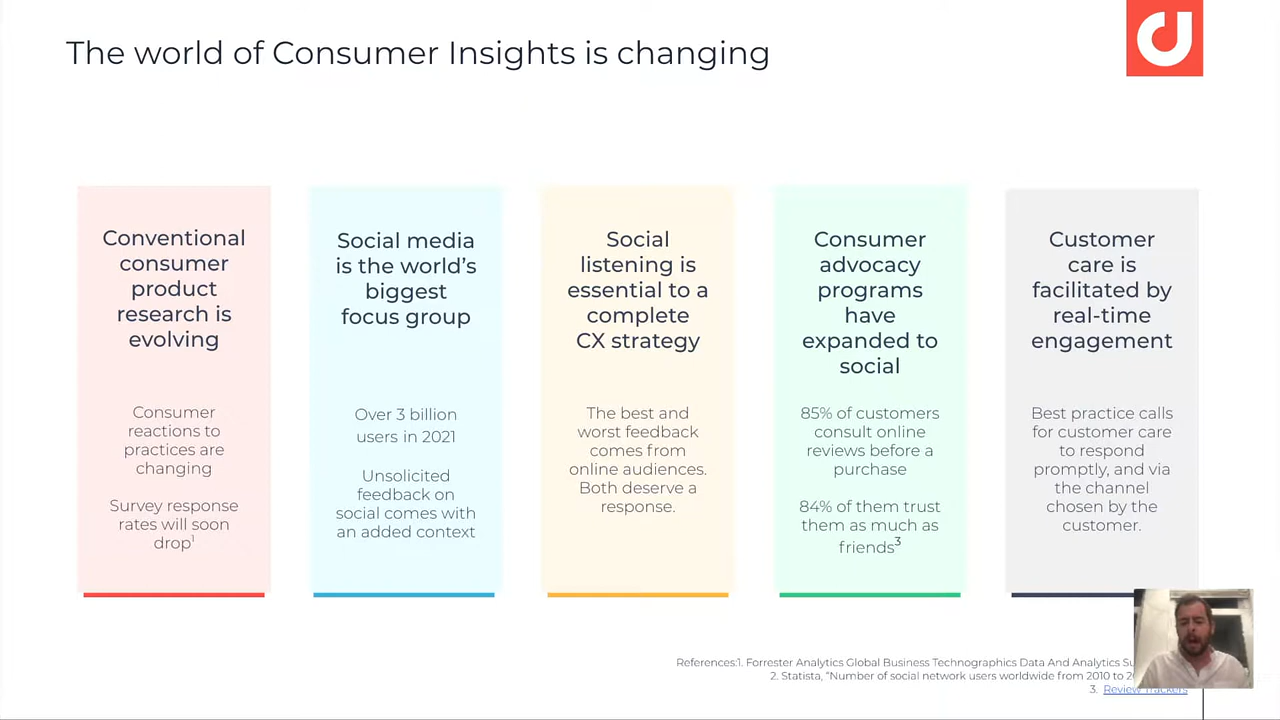 The world of Consumer Insights is changing
Conventional
consumer
product
research is
evolving
Consumer
reactions to
practices are
changing
Survey response
rates will soon
drop1
Social media
is the world's
biggest
focus group
Over 3 billion
users in 2021
Unsolicited
feedback on
social comes with
an added context
Social
listening is
essential to a
complete
CX strategy
The best and
worst feedback
comes from
online audiences.
Both deserve a
response.
Consumer
advocacy
programs
have
expanded to
social
85% of customers
consult online
reviews before a
purchase
84% of them trust
them as much as
friends3
Customer
care is
facilitated by
real-time
engagement
Best practice calls
for customer care
to respond
promptly, and via
the channel
chosen by the
customer.
References:1. Forrester Analytics Global Business Technographics Data And Analytics
2. Statista, "Number of social network users worldwide from 2010 to
3. Review Trackers